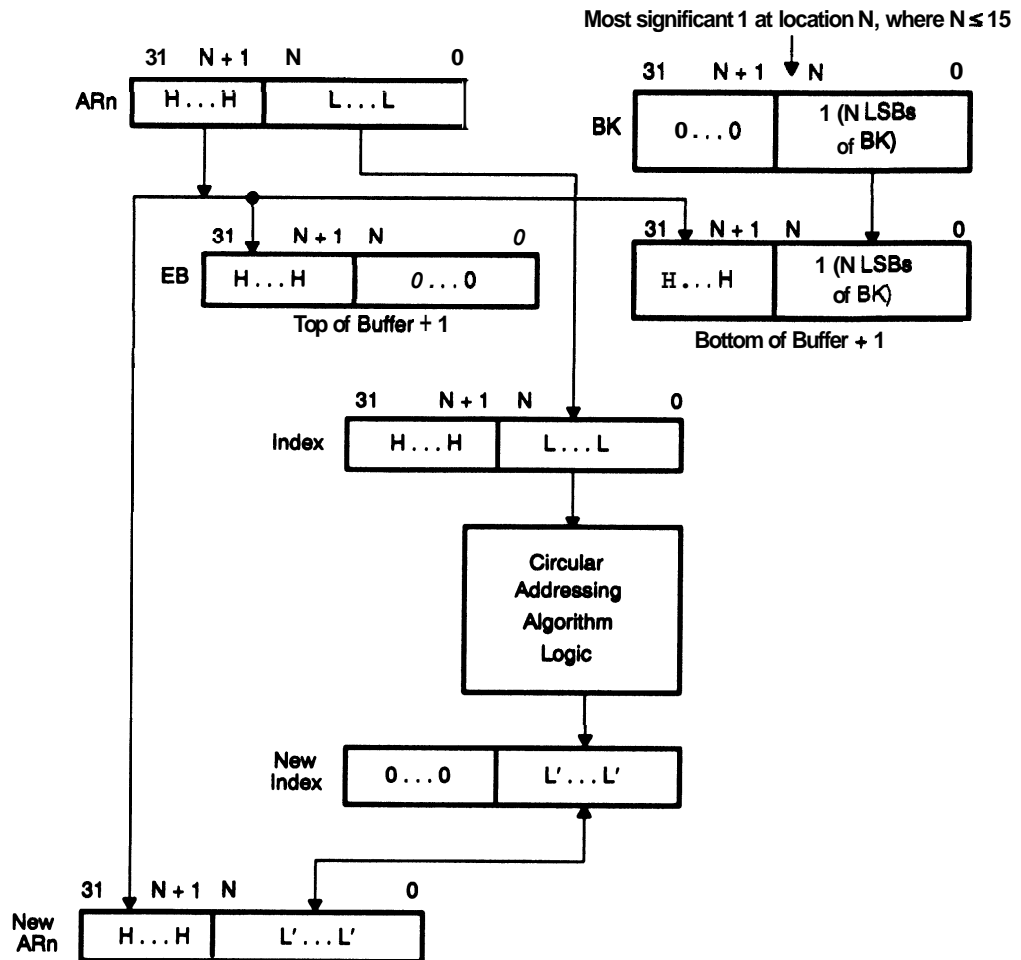 Most significant 1 at location N, where N ≤ 15
31 N + 1 N 0
ARn H...H L...L
31 N + 1 N 0
BK 0...0 1 (N LSBs of BK)
31 N + 1 N 0
EB H...H 0...0
Top of Buffer + 1
31 N + 1 N 0
H...H 1 (N LSBs of BK)
Bottom of Buffer + 1
31 N + 1 N 0
Index H...H L...L
Circular
Addressing
Algorithm
Logic
New
Index 0...0 L′...L′
31 N + 1 N 0
New
ARn H...H L′...L′